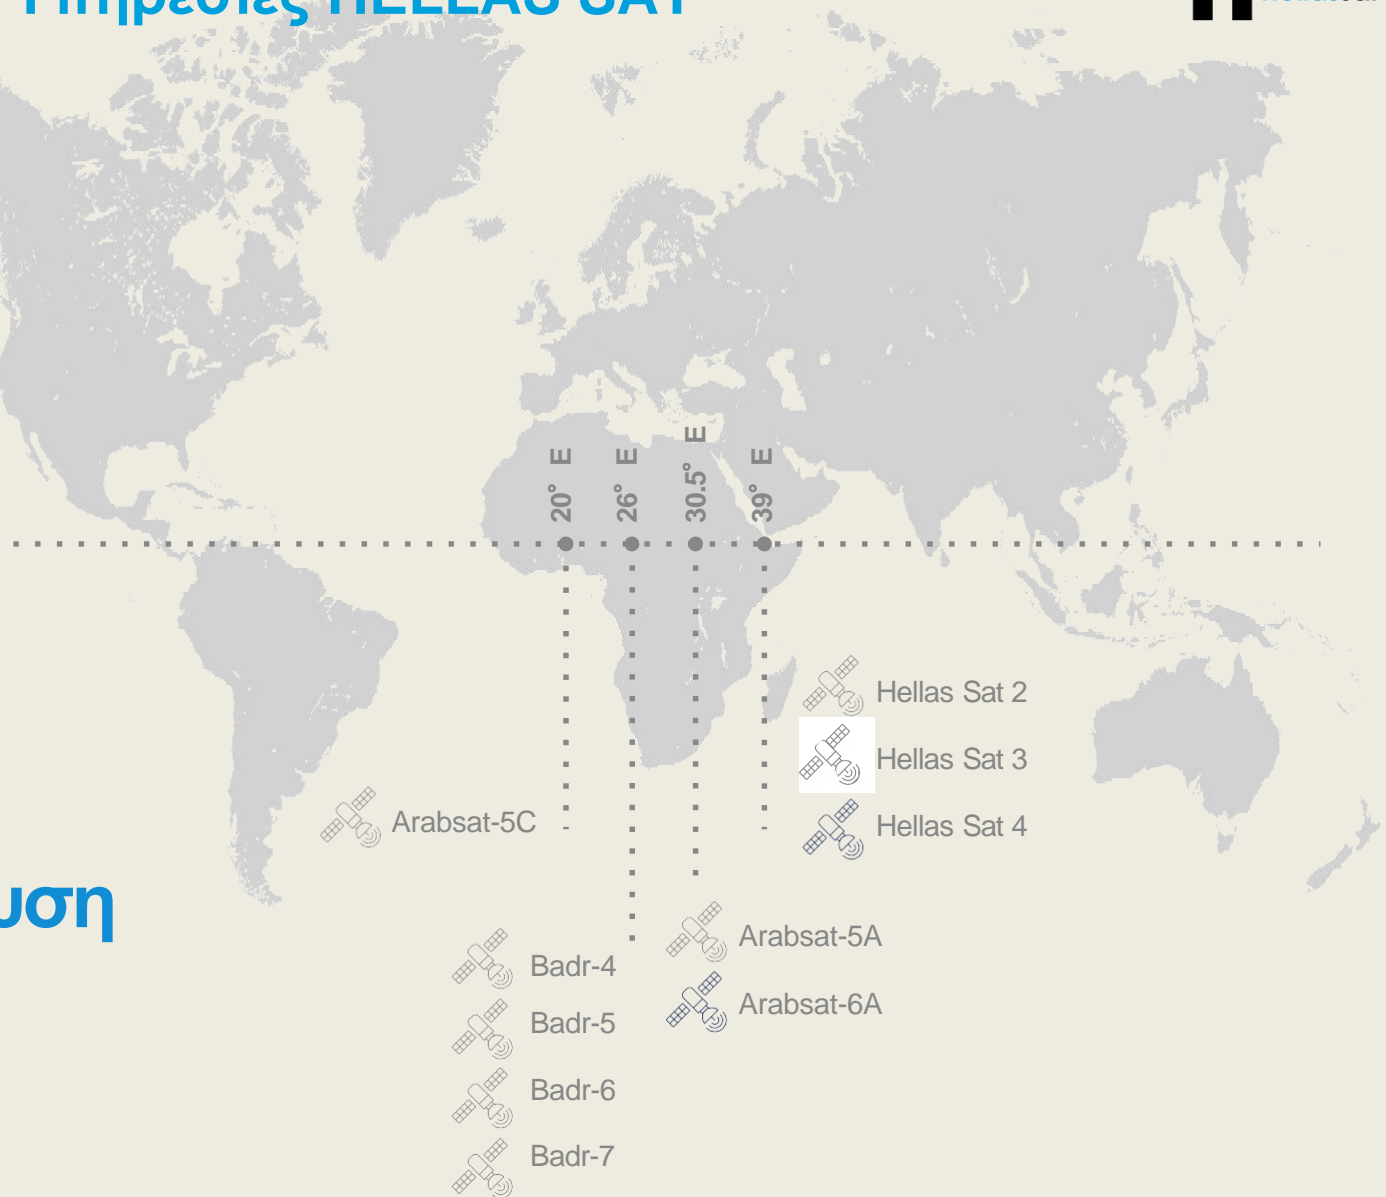 Υπηρεσίες HELLAS SAT
20° E
26° E
30.5° E
39° E
Hellas Sat 2
Hellas Sat 3
Hellas Sat 4
Arabsat-5C
υση
Arabsat-5A
Arabsat-6A
Badr-4
Badr-5
Badr-6
Badr-7